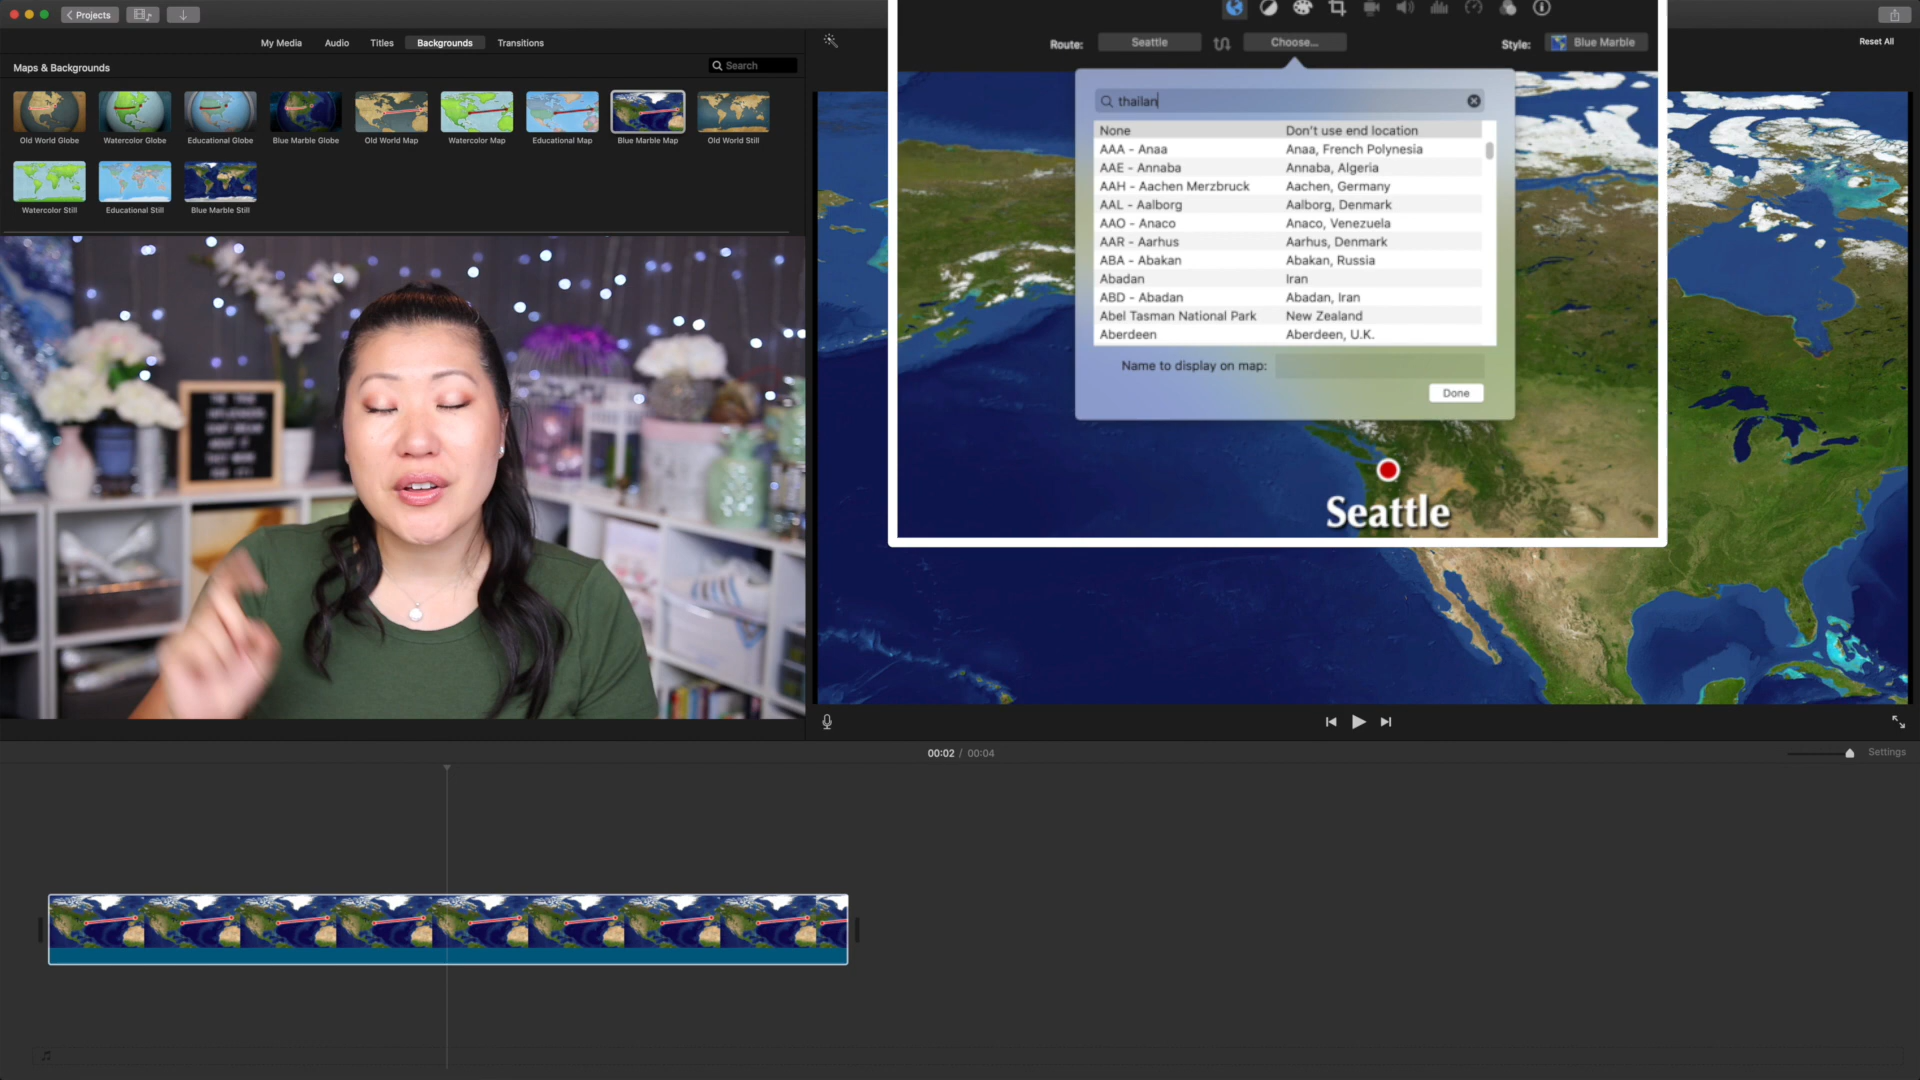 Projects
My Media
Audio
Titles
Backgrounds
Transitions
Reset All
Maps & Backgrounds
Search
Old World Globe
Watercolor Globe
Educational Globe
Blue Marble Globe
Old World Map
Watercolor Map
Educational Map
Blue Marble Map
Old World Still
Watercolor Still
Educational Still
Blue Marble Still
Route:
Seattle
Choose...
Style:
Blue Marble
thailan
None Don't use end location
AAA - Anaa Anaa, French Polynesia
AAE - Annaba Annaba, Algeria
AAH - Aachen Merzbruck Aachen, Germany
AAL - Aalborg Aalborg, Denmark
AAO - Anaco Anaco, Venezuela
AAR - Aarhus Aarhus, Denmark
ABA - Abakan Abakan, Russia
Abadan Iran
ABD - Abadan Abadan, Iran
Abel Tasman National Park New Zealand
Aberdeen Aberdeen, U.K.
Name to display on map:
Done
Seattle
00:02 / 00:04
Settings